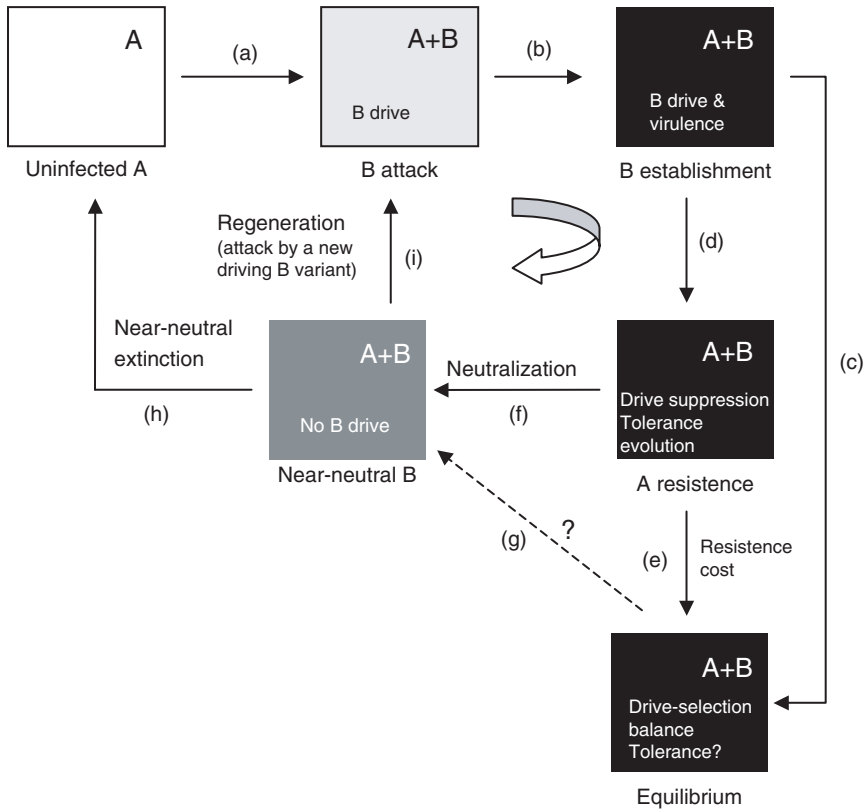 A
Uninfected A
(a)
A+B
B drive
B attack
(b)
A+B
B drive &
virulence
B establishment
(c)
(d)
Regeneration
(attack by a new
driving B variant)
(i)
Near-neutral
extinction
(h)
A+B
No B drive
Near-neutral B
Neutralization
(f)
A+B
Drive suppression
Tolerance
evolution
A resistence
(g)
?
(e)
Resistence
cost
A+B
Drive-selection
balance
Tolerance?
Equilibrium